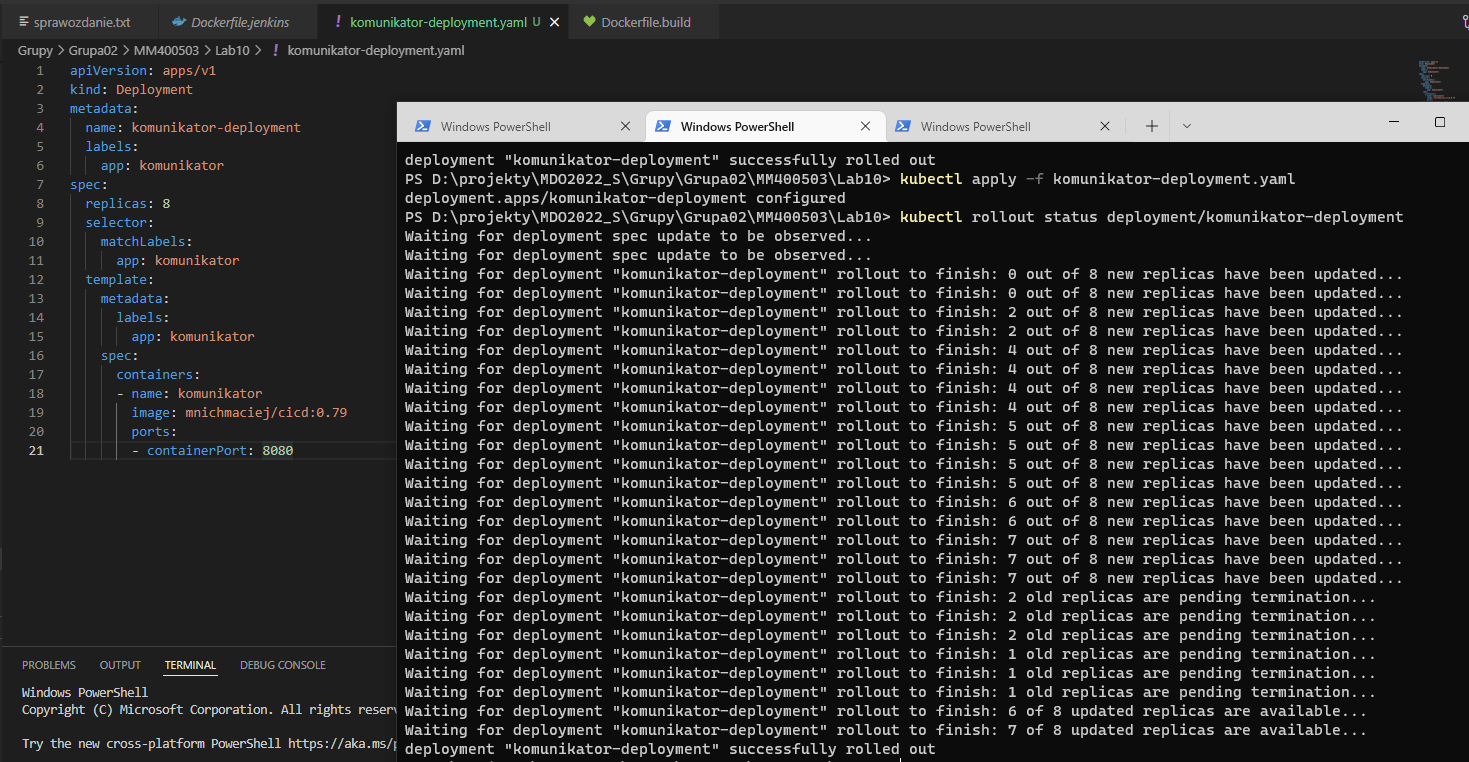 sprawozdanie.txt Dockerfile.jenkins ! komunikator-deployment.yaml U Dockerfile.build
Grupy > Grupa02 > MM400503 > Lab10 > ! komunikator-deployment.yaml
1 apiVersion: apps/v1
2 kind: Deployment
3 metadata:
4 name: komunikator-deployment
5 labels:
6 app: komunikator
7 spec:
8 replicas: 8
9 selector:
10 matchLabels:
11 app: komunikator
12 template:
13 metadata:
14 labels:
15 app: komunikator
16 spec:
17 containers:
18 - name: komunikator
19 image: mnichmaciej/cicd:0.79
20 ports:
21 - containerPort: 8080
PROBLEMS OUTPUT TERMINAL DEBUG CONSOLE
Windows PowerShell
Copyright (C) Microsoft Corporation. All rights reserv
Try the new cross-platform PowerShell https://aka.ms/p
Windows PowerShell Windows PowerShell Windows PowerShell
deployment "komunikator-deployment" successfully rolled out
PS D:\projekty\MDO2022_S\Grupy\Grupa02\MM400503\Lab10> kubectl apply -f komunikator-deployment.yaml
deployment.apps/komunikator-deployment configured
PS D:\projekty\MDO2022_S\Grupy\Grupa02\MM400503\Lab10> kubectl rollout status deployment/komunikator-deployment
Waiting for deployment spec update to be observed...
Waiting for deployment spec update to be observed...
Waiting for deployment "komunikator-deployment" rollout to finish: 0 out of 8 new replicas have been updated...
Waiting for deployment "komunikator-deployment" rollout to finish: 0 out of 8 new replicas have been updated...
Waiting for deployment "komunikator-deployment" rollout to finish: 2 out of 8 new replicas have been updated...
Waiting for deployment "komunikator-deployment" rollout to finish: 2 out of 8 new replicas have been updated...
Waiting for deployment "komunikator-deployment" rollout to finish: 4 out of 8 new replicas have been updated...
Waiting for deployment "komunikator-deployment" rollout to finish: 4 out of 8 new replicas have been updated...
Waiting for deployment "komunikator-deployment" rollout to finish: 4 out of 8 new replicas have been updated...
Waiting for deployment "komunikator-deployment" rollout to finish: 4 out of 8 new replicas have been updated...
Waiting for deployment "komunikator-deployment" rollout to finish: 5 out of 8 new replicas have been updated...
Waiting for deployment "komunikator-deployment" rollout to finish: 5 out of 8 new replicas have been updated...
Waiting for deployment "komunikator-deployment" rollout to finish: 5 out of 8 new replicas have been updated...
Waiting for deployment "komunikator-deployment" rollout to finish: 5 out of 8 new replicas have been updated...
Waiting for deployment "komunikator-deployment" rollout to finish: 6 out of 8 new replicas have been updated...
Waiting for deployment "komunikator-deployment" rollout to finish: 6 out of 8 new replicas have been updated...
Waiting for deployment "komunikator-deployment" rollout to finish: 7 out of 8 new replicas have been updated...
Waiting for deployment "komunikator-deployment" rollout to finish: 7 out of 8 new replicas have been updated...
Waiting for deployment "komunikator-deployment" rollout to finish: 7 out of 8 new replicas have been updated...
Waiting for deployment "komunikator-deployment" rollout to finish: 2 old replicas are pending termination...
Waiting for deployment "komunikator-deployment" rollout to finish: 2 old replicas are pending termination...
Waiting for deployment "komunikator-deployment" rollout to finish: 2 old replicas are pending termination...
Waiting for deployment "komunikator-deployment" rollout to finish: 1 old replicas are pending termination...
Waiting for deployment "komunikator-deployment" rollout to finish: 1 old replicas are pending termination...
Waiting for deployment "komunikator-deployment" rollout to finish: 1 old replicas are pending termination...
Waiting for deployment "komunikator-deployment" rollout to finish: 6 of 8 updated replicas are available...
Waiting for deployment "komunikator-deployment" rollout to finish: 7 of 8 updated replicas are available...
deployment "komunikator-deployment" successfully rolled out